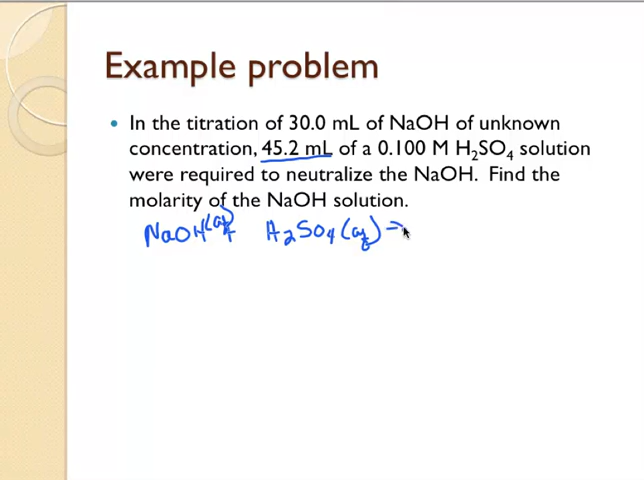 Example problem
• In the titration of 30.0 mL of NaOH of unknown
concentration, 45.2 mL of a 0.100 M H₂SO₄ solution
were required to neutralize the NaOH. Find the
molarity of the NaOH solution.
NaOH(aq)+ H₂SO₄(aq) →